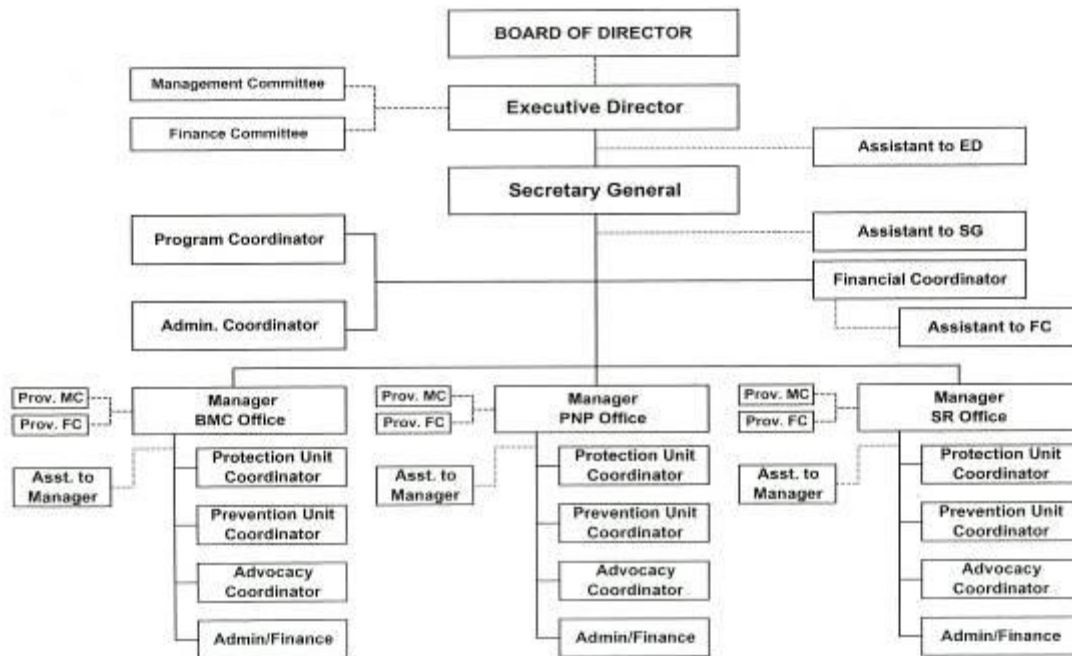 BOARD OF DIRECTOR
Management Committee
Executive Director
Finance Committee
Assistant to ED
Secretary General
Program Coordinator
Assistant to SG
Financial Coordinator
Admin. Coordinator
Assistant to FC
Prov. MC
Prov. FC
Manager
BMC Office
Asst. to
Manager
Protection Unit
Coordinator
Prevention Unit
Coordinator
Advocacy
Coordinator
Admin/Finance
Prov. MC
Prov. FC
Manager
PNP Office
Asst. to
Manager
Protection Unit
Coordinator
Prevention Unit
Coordinator
Advocacy
Coordinator
Admin/Finance
Prov. MC
Prov. FC
Manager
SR Office
Asst. to
Manager
Protection Unit
Coordinator
Prevention Unit
Coordinator
Advocacy
Coordinator
Admin/Finance